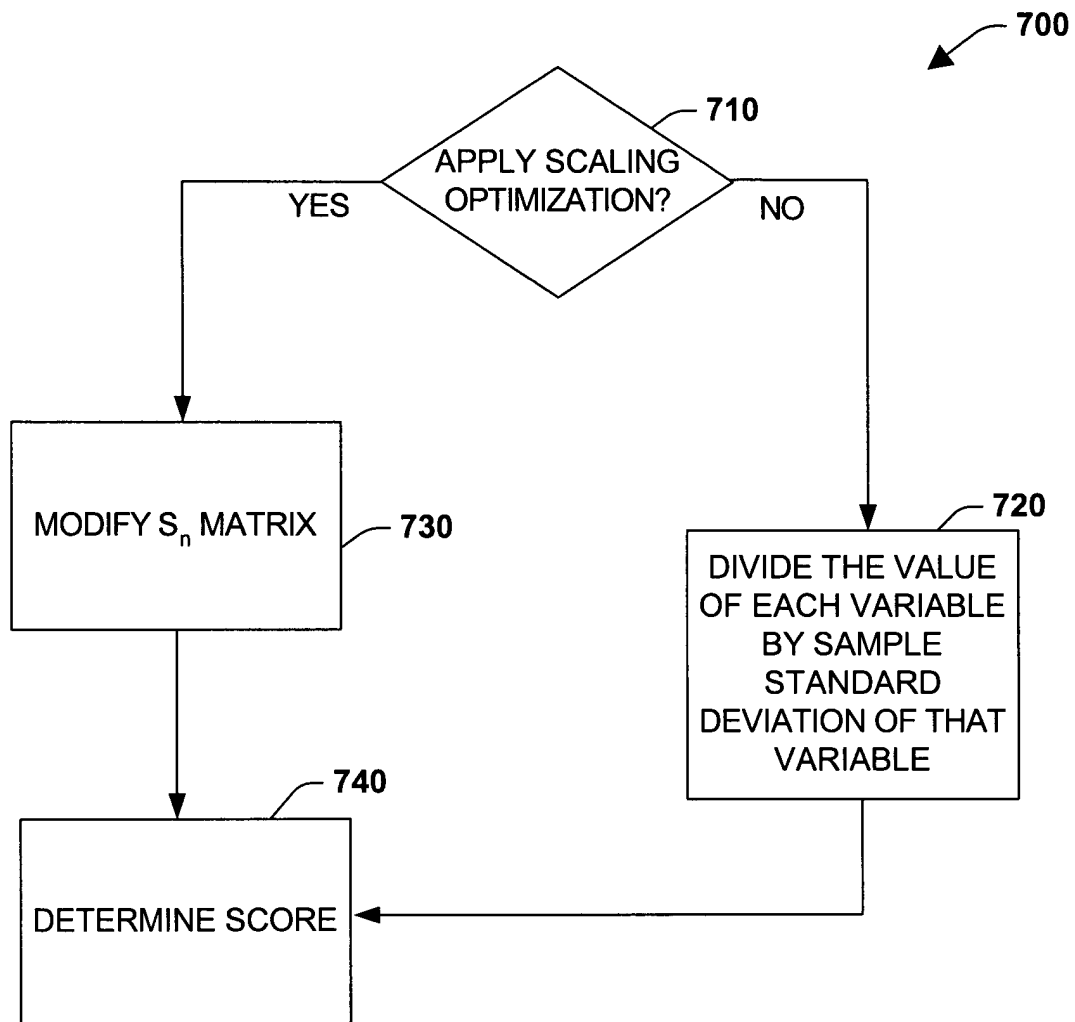 700
710
APPLY SCALING
OPTIMIZATION?
YES
NO
MODIFY Sₙ MATRIX
730
720
DIVIDE THE VALUE
OF EACH VARIABLE
BY SAMPLE
STANDARD
DEVIATION OF THAT
VARIABLE
740
DETERMINE SCORE